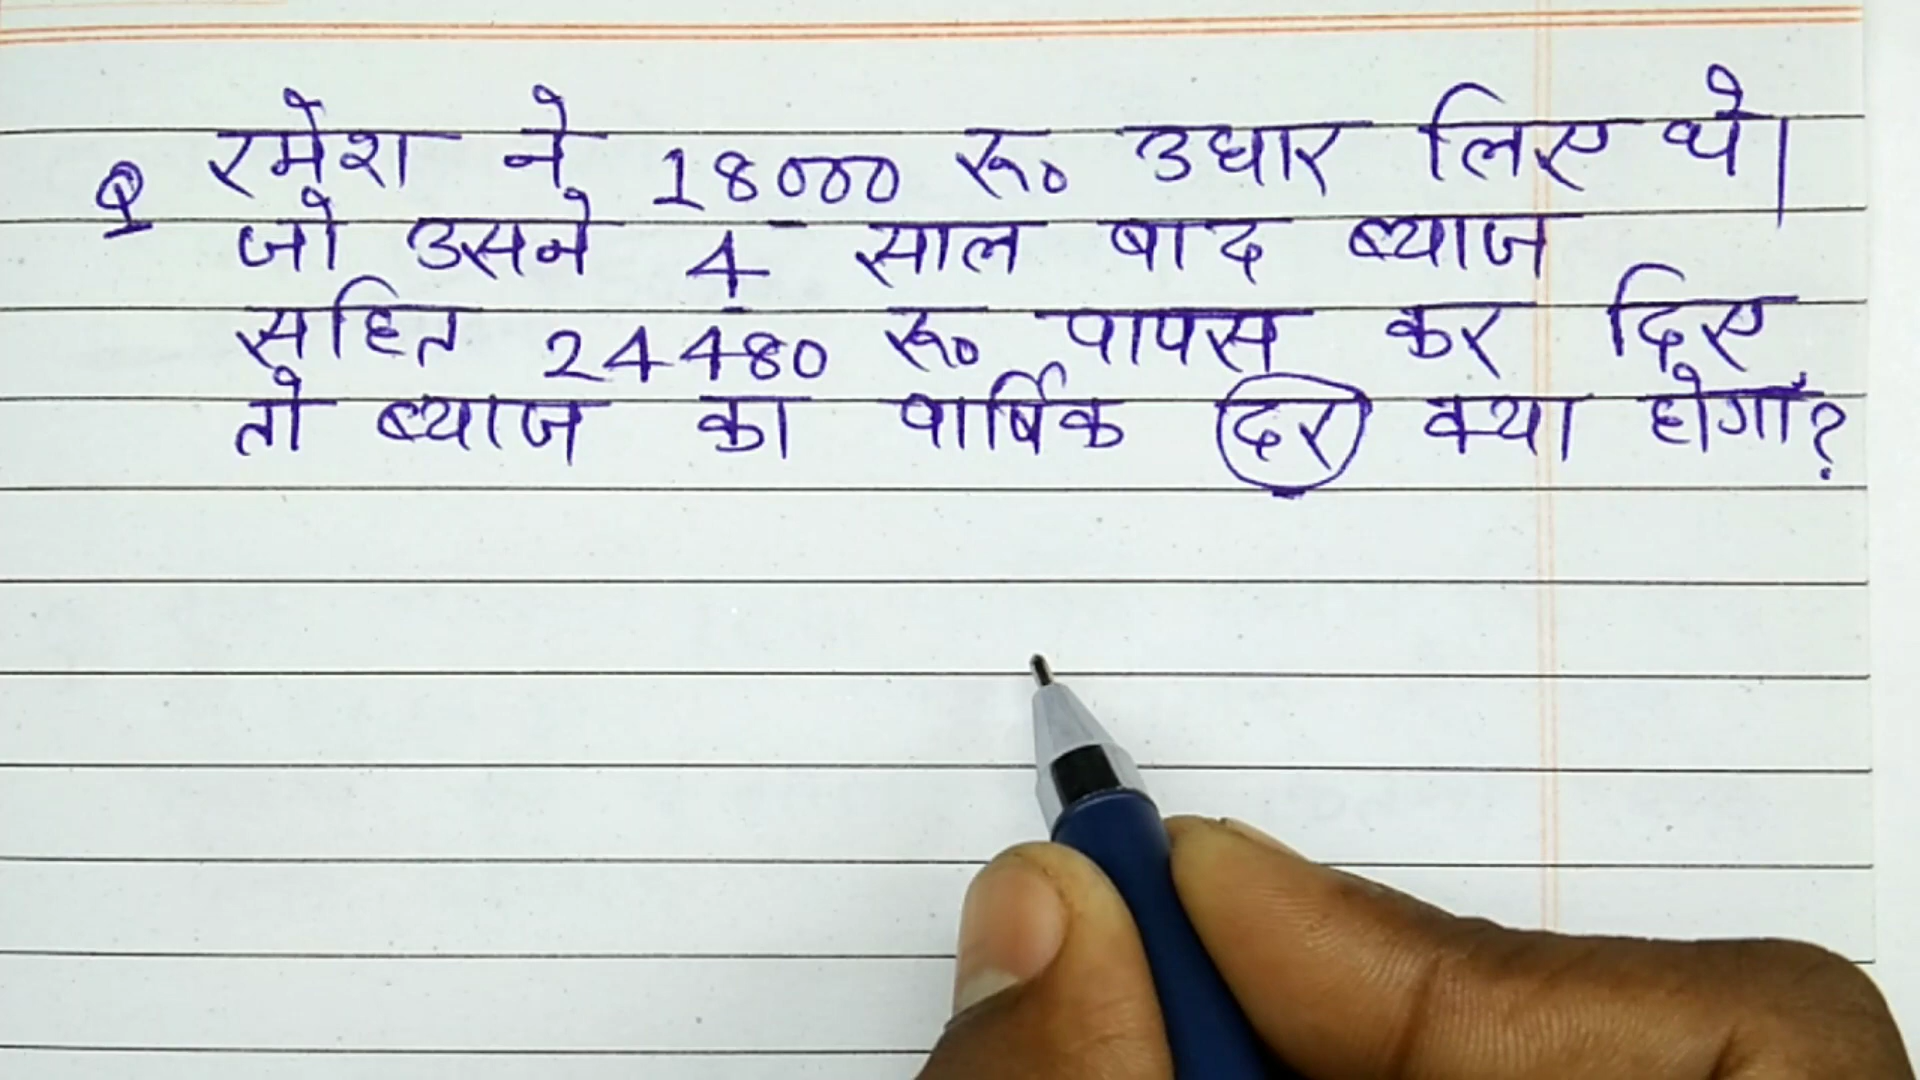 Q रमेश ने 18000 रू० उधार लिए थे।
जो उसने 4 साल बाद ब्याज
सहित 24480 रू० वापस कर दिए
तो ब्याज का वार्षिक दर क्या होगा?